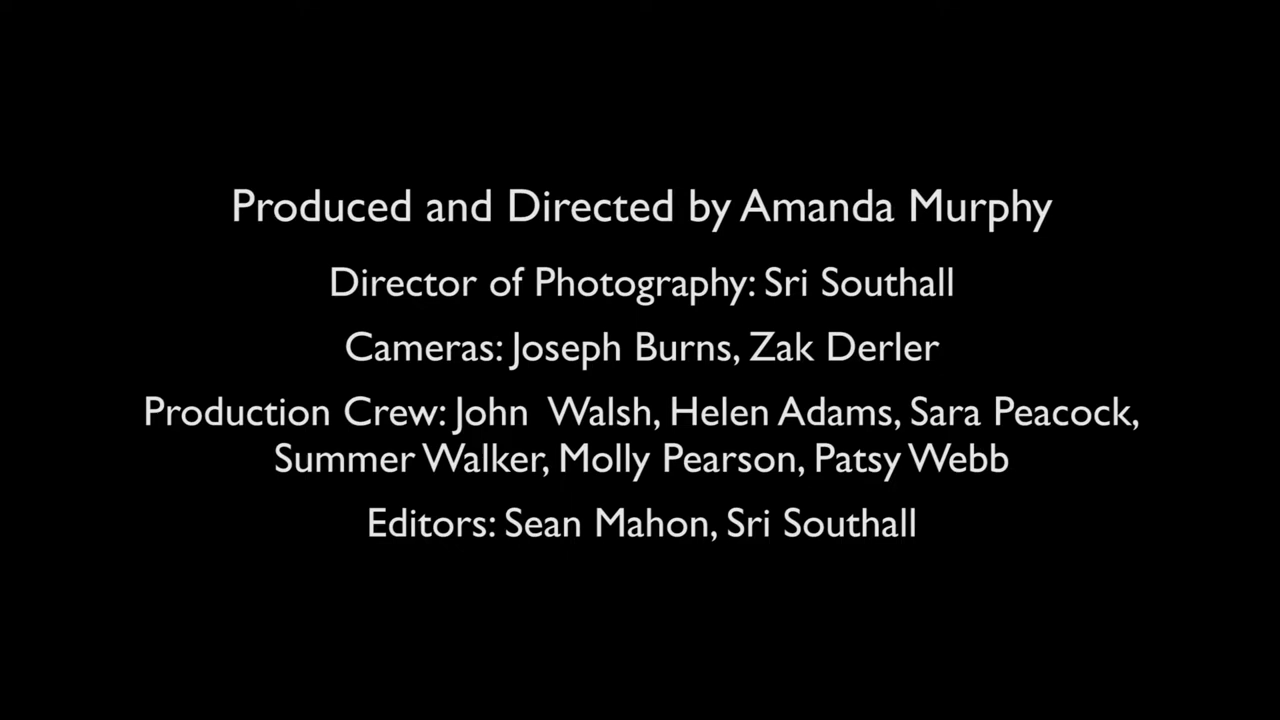 Produced and Directed by Amanda Murphy
Director of Photography: Sri Southall
Cameras: Joseph Burns, Zak Derler
Production Crew: John  Walsh, Helen Adams, Sara Peacock,
Summer Walker, Molly Pearson, Patsy Webb
Editors: Sean Mahon, Sri Southall